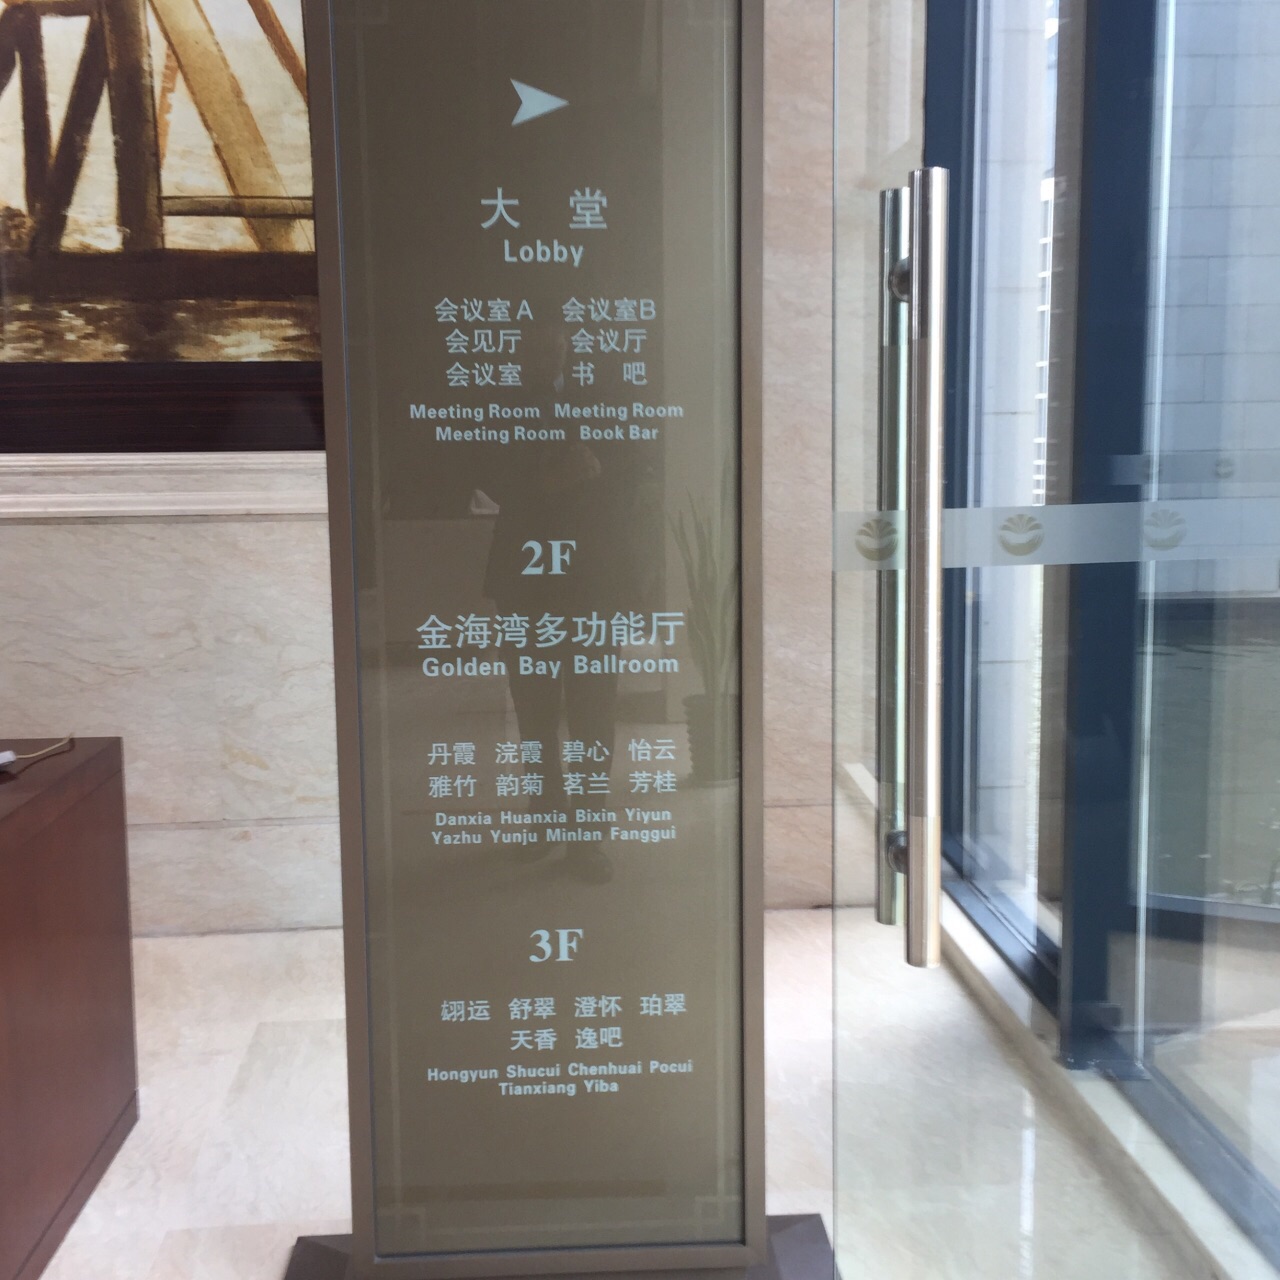 大 堂
Lobby
会议室A 会议室B
会见厅 会议厅
会议室 书 吧
Meeting Room Meeting Room
Meeting Room Book Bar
2F
金海湾多功能厅
Golden Bay Ballroom
丹霞 浣霞 碧心 怡云
雅竹 韵菊 茗兰 芳桂
Danxia Huanxia Bixin Yiyun
Yazhu Yunju Minlan Fanggui
3F
翃运 舒翠 澄怀 珀翠
天香 逸吧
Hongyun Shucui Chenhuai Pocui
Tianxiang Yiba